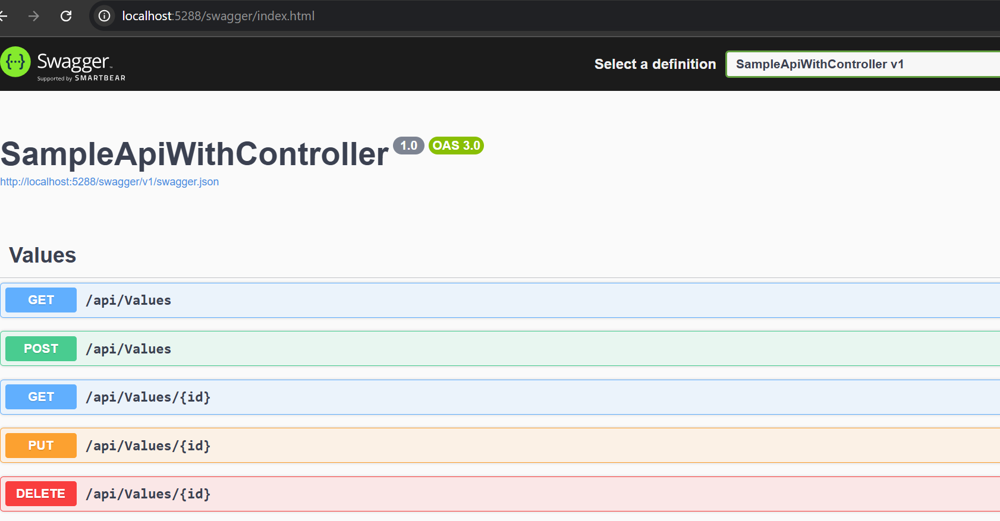 localhost:5288/swagger/index.html
{···} Swagger™
Supported by SMARTBEAR
Select a definition
SampleApiWithController v1
SampleApiWithController 1.0 OAS 3.0
http://localhost:5288/swagger/v1/swagger.json
Values
GET /api/Values
POST /api/Values
GET /api/Values/{id}
PUT /api/Values/{id}
DELETE /api/Values/{id}